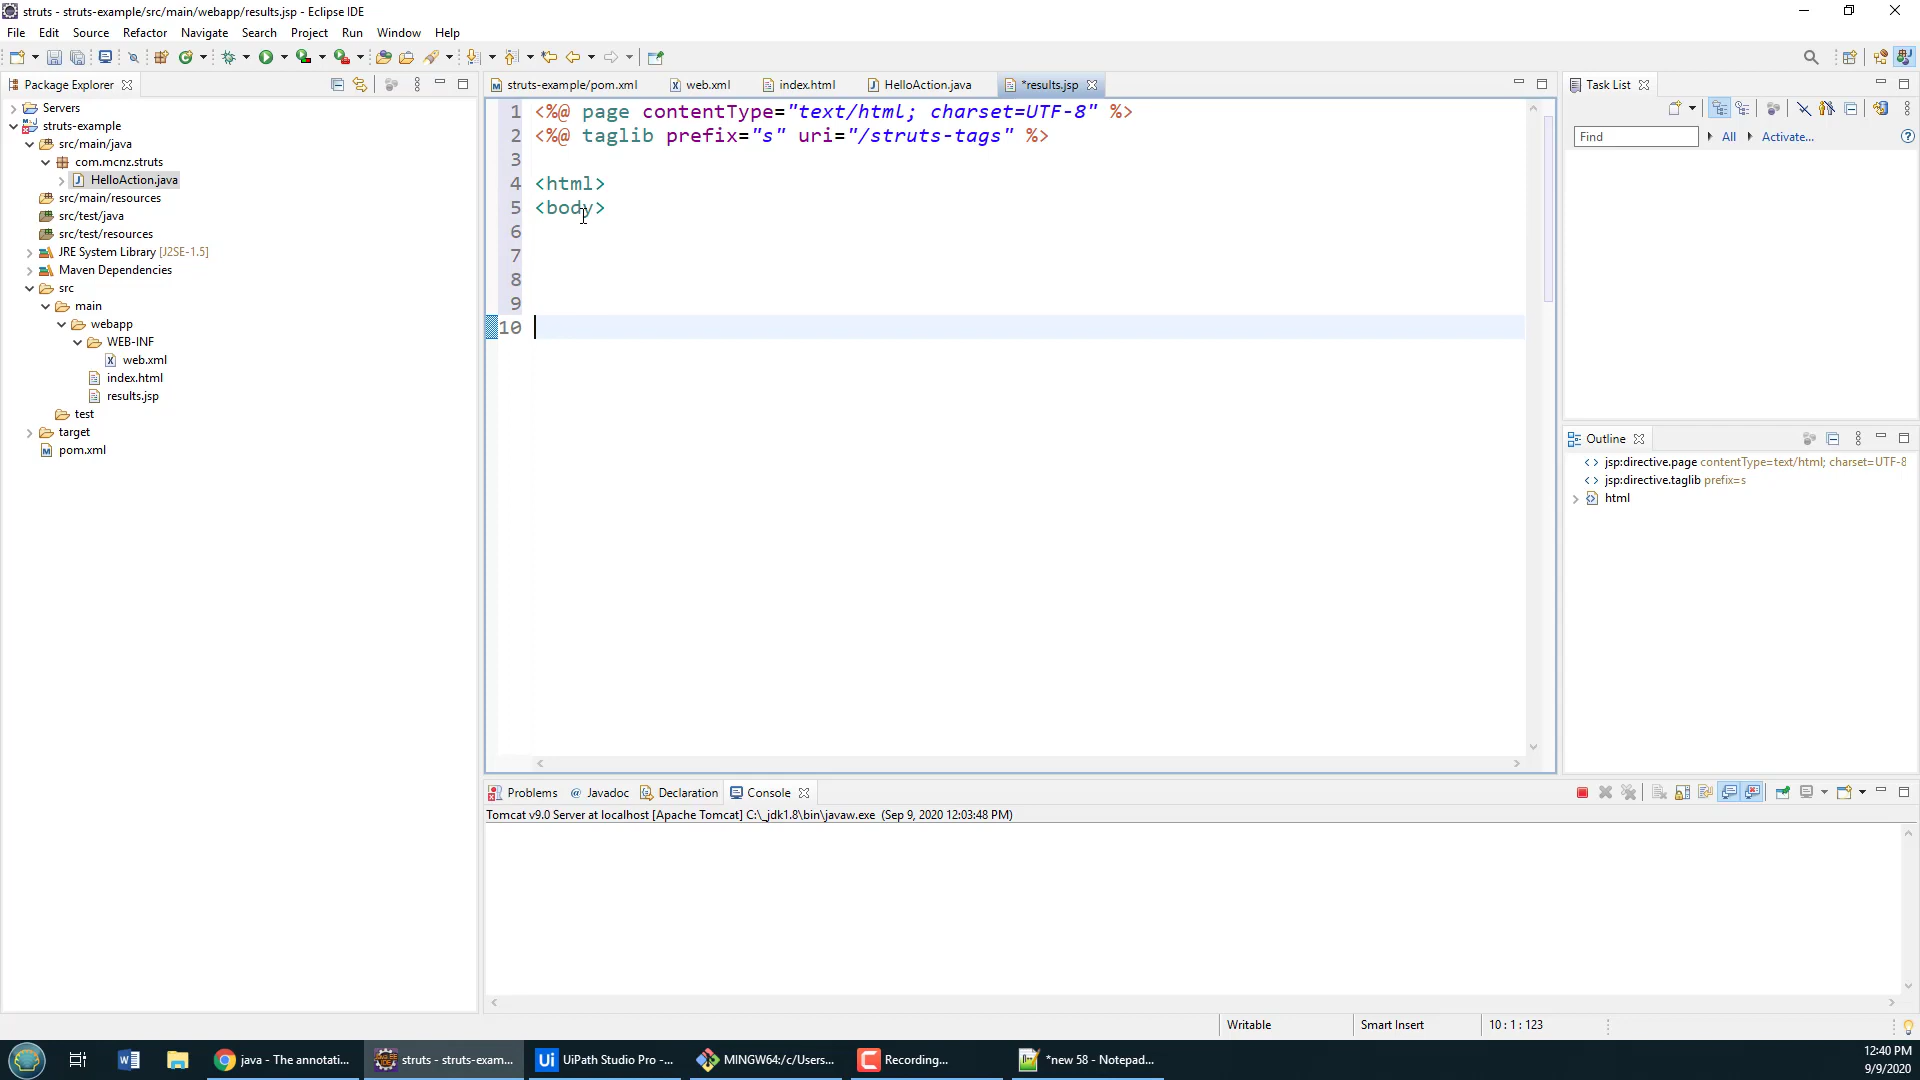 struts - struts-example/src/main/webapp/results.jsp - Eclipse IDE
File Edit Source Refactor Navigate Search Project Run Window Help
Package Explorer
Servers
struts-example
src/main/java
com.mcnz.struts
HelloAction.java
src/main/resources
src/test/java
src/test/resources
JRE System Library [J2SE-1.5]
Maven Dependencies
src
main
webapp
WEB-INF
web.xml
index.html
results.jsp
test
target
pom.xml
struts-example/pom.xml web.xml index.html HelloAction.java *results.jsp
1 <%@ page contentType="text/html; charset=UTF-8" %>
2 <%@ taglib prefix="s" uri="/struts-tags" %>
3
4 <html>
5 <body>
6
7
8
9
10
Task List
Find All Activate...
Outline
jsp:directive.page contentType=text/html; charset=UTF-8
jsp:directive.taglib prefix=s
html
Problems @ Javadoc Declaration Console
Tomcat v9.0 Server at localhost [Apache Tomcat] C:\_jdk1.8\bin\javaw.exe (Sep 9, 2020 12:03:48 PM)
Writable Smart Insert 10 : 1 : 123
java - The annotati... struts - struts-exam... UiPath Studio Pro -... MINGW64:/c/Users... Recording... *new 58 - Notepad...
12:40 PM
9/9/2020